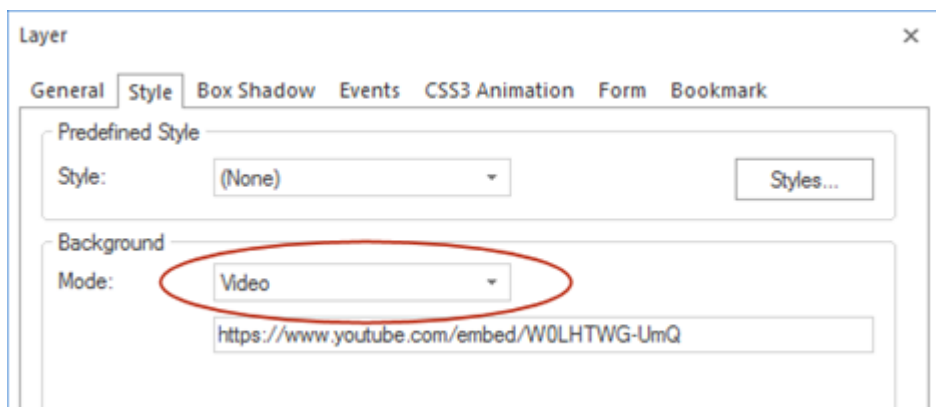 Layer
General Style Box Shadow Events CSS3 Animation Form Bookmark
Predefined Style
Style: (None) Styles...
Background
Mode: Video
https://www.youtube.com/embed/W0LHTWG-UmQ